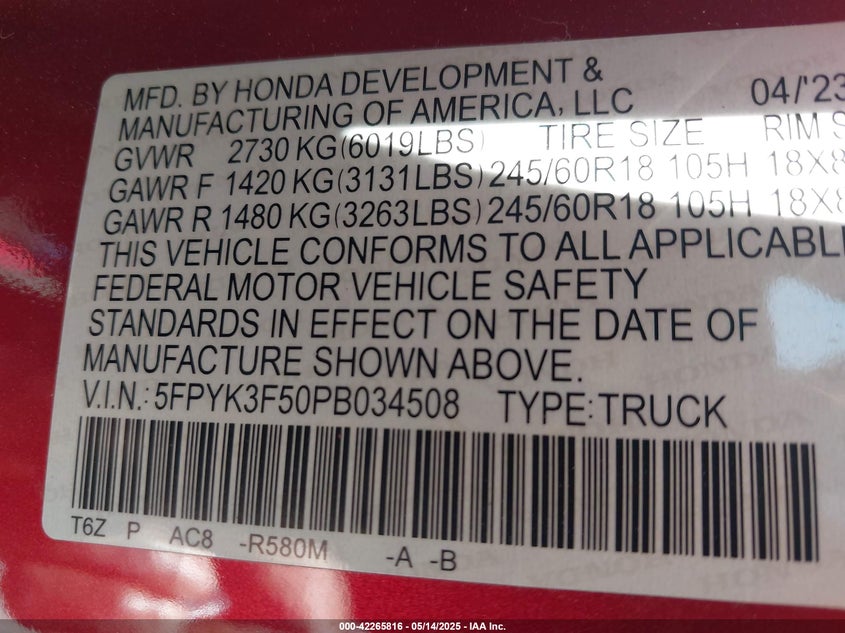 MFD. BY HONDA DEVELOPMENT & 
MANUFACTURING OF AMERICA, LLC 04/'23
GVWR 2730 KG(6019LBS) TIRE SIZE RIM S
GAWR F 1420 KG(3131LBS) 245/60R18 105H 18X8
GAWR R 1480 KG(3263LBS) 245/60R18 105H 18X8
THIS VEHICLE CONFORMS TO ALL APPLICABL
FEDERAL MOTOR VEHICLE SAFETY
STANDARDS IN EFFECT ON THE DATE OF
MANUFACTURE SHOWN ABOVE.
V.I.N.: 5FPYK3F50PB034508 TYPE: TRUCK
T6Z P AC8 -R580M -A -B
000-42265816 - 05/14/2025 - IAA Inc.